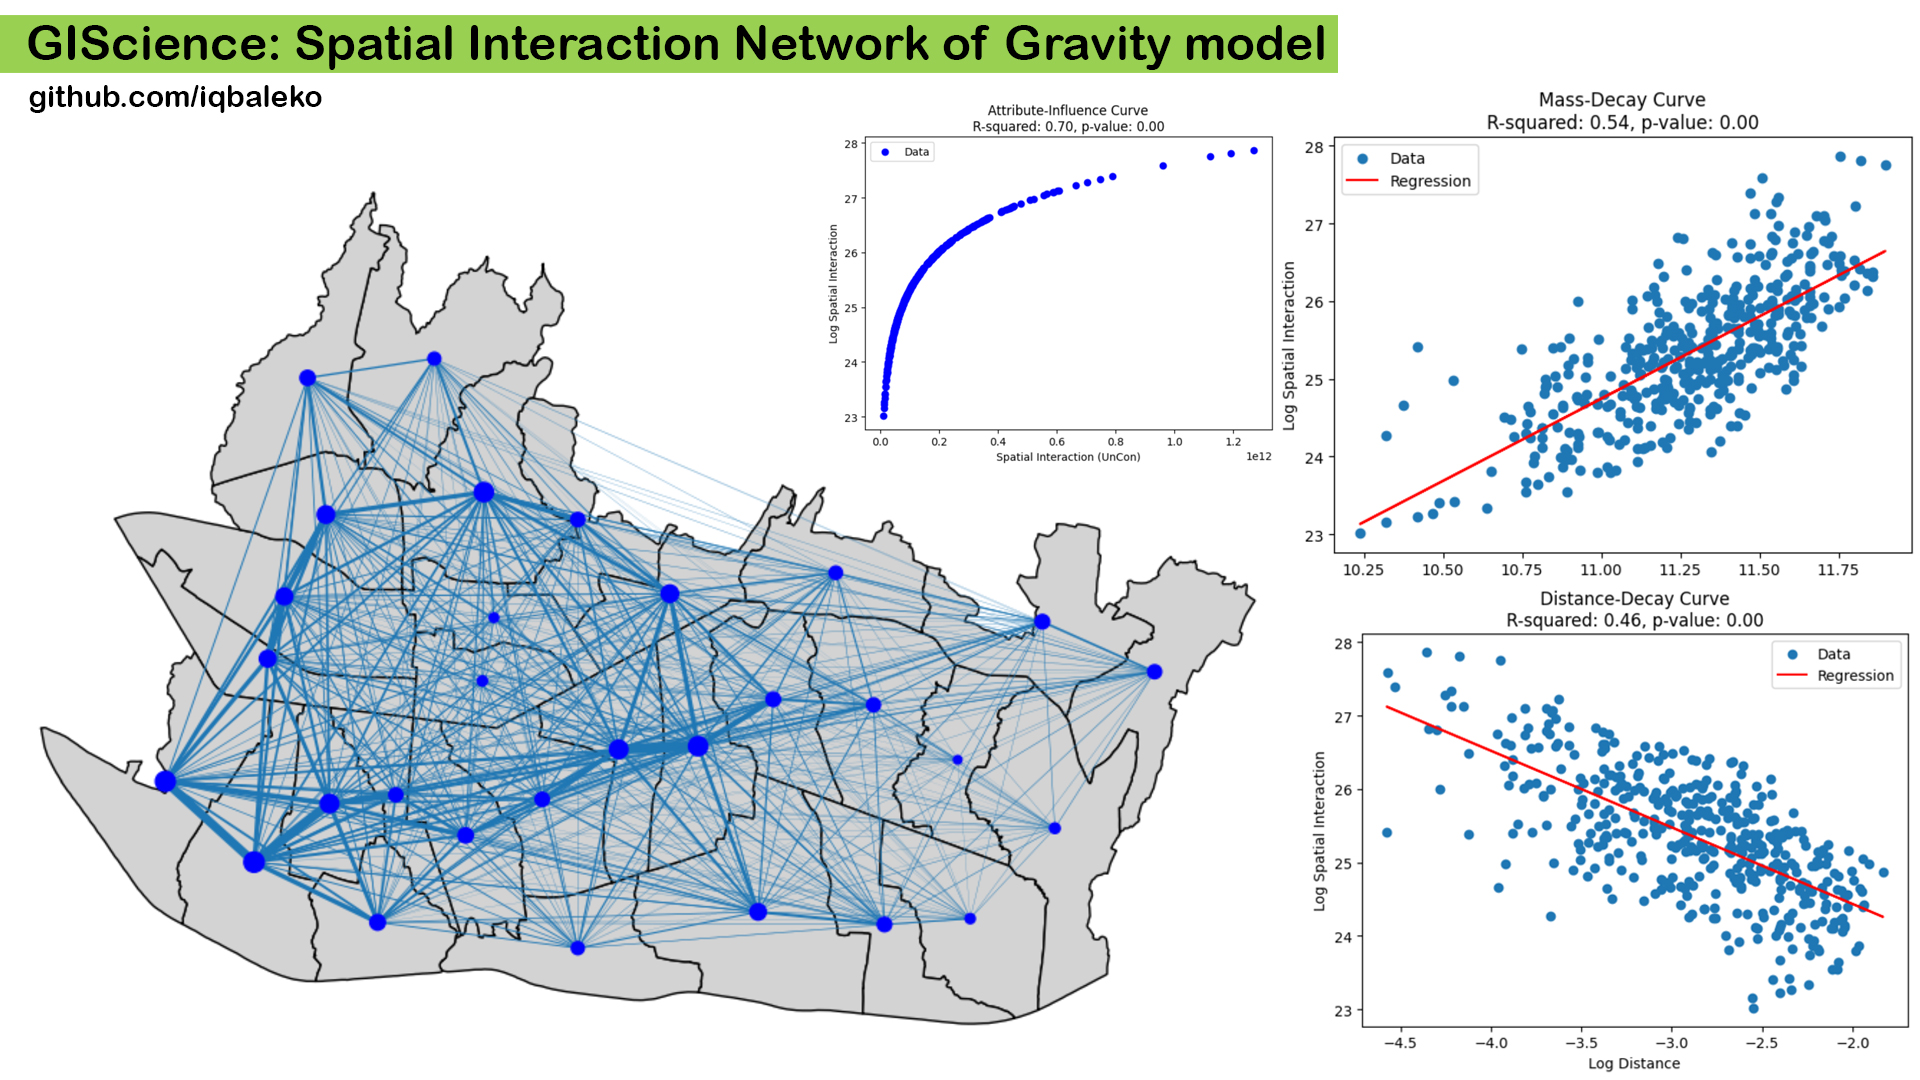 GIScience: Spatial Interaction Network of Gravity model
github.com/iqbaleko
Attribute-Influence Curve
R-squared: 0.70, p-value: 0.00
Data
28
27
26
25
24
23
Log Spatial Interaction
0.0 0.2 0.4 0.6 0.8 1.0 1.2
Spatial Interaction (UnCon)
1e12
Mass-Decay Curve
R-squared: 0.54, p-value: 0.00
Data
Regression
28
27
26
25
24
23
Log Spatial Interaction
10.25 10.50 10.75 11.00 11.25 11.50 11.75
Distance-Decay Curve
R-squared: 0.46, p-value: 0.00
Data
Regression
28
27
26
25
24
23
Log Spatial Interaction
−4.5 −4.0 −3.5 −3.0 −2.5 −2.0
Log Distance